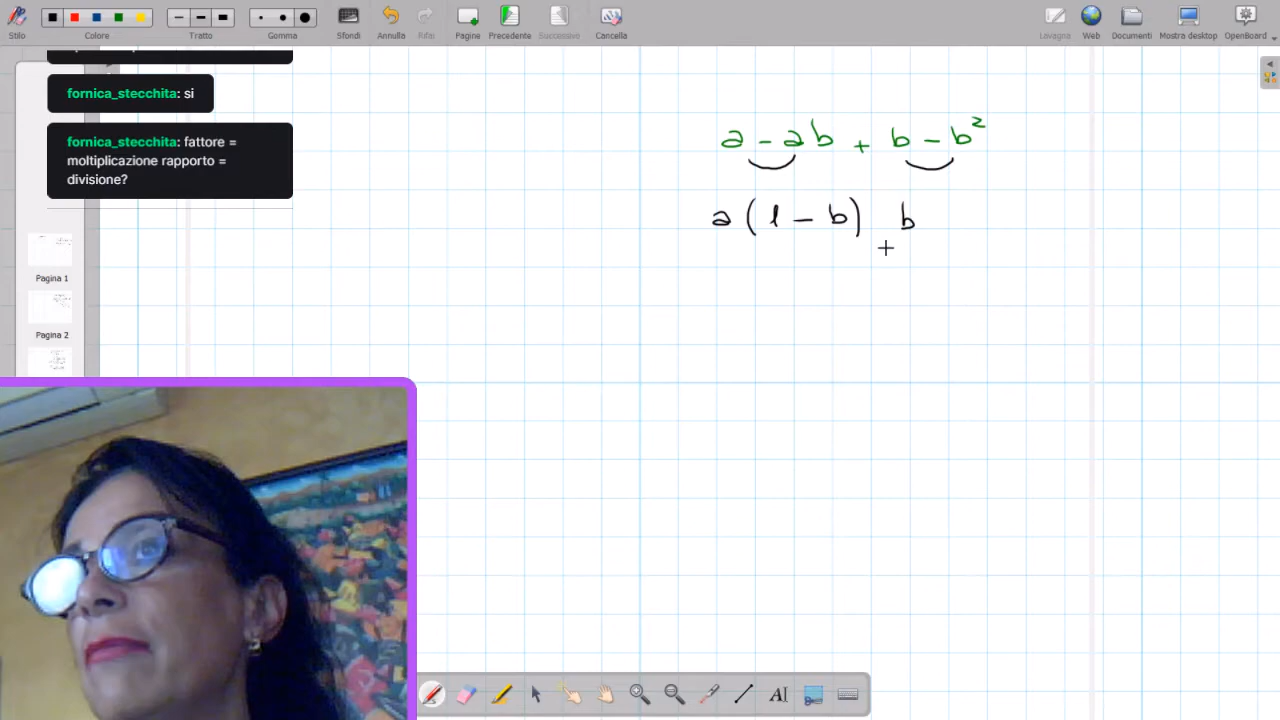 Stilo
Colore
Tratto
Gomma
Sfondi
Annulla
Rifai
Pagine
Precedente
Successivo
Cancella
Lavagna
Web
Documenti
Mostra desktop
OpenBoard
fornica_stecchita: si
fornica_stecchita: fattore =
moltiplicazione rapporto =
divisione?
Pagina 1
Pagina 2
a - ab + b - b²
a (1 - b) + b
AI